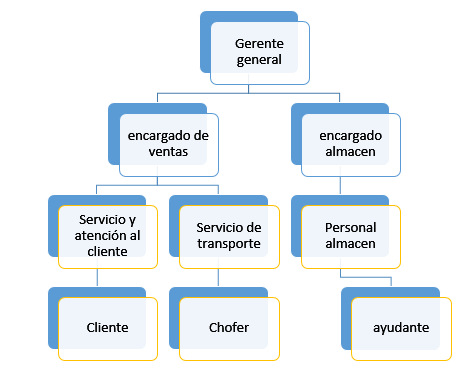 Gerente
general
encargado de
ventas
encargado
almacen
Servicio y
atención al
cliente
Servicio de
transporte
Personal
almacen
Cliente
Chofer
ayudante